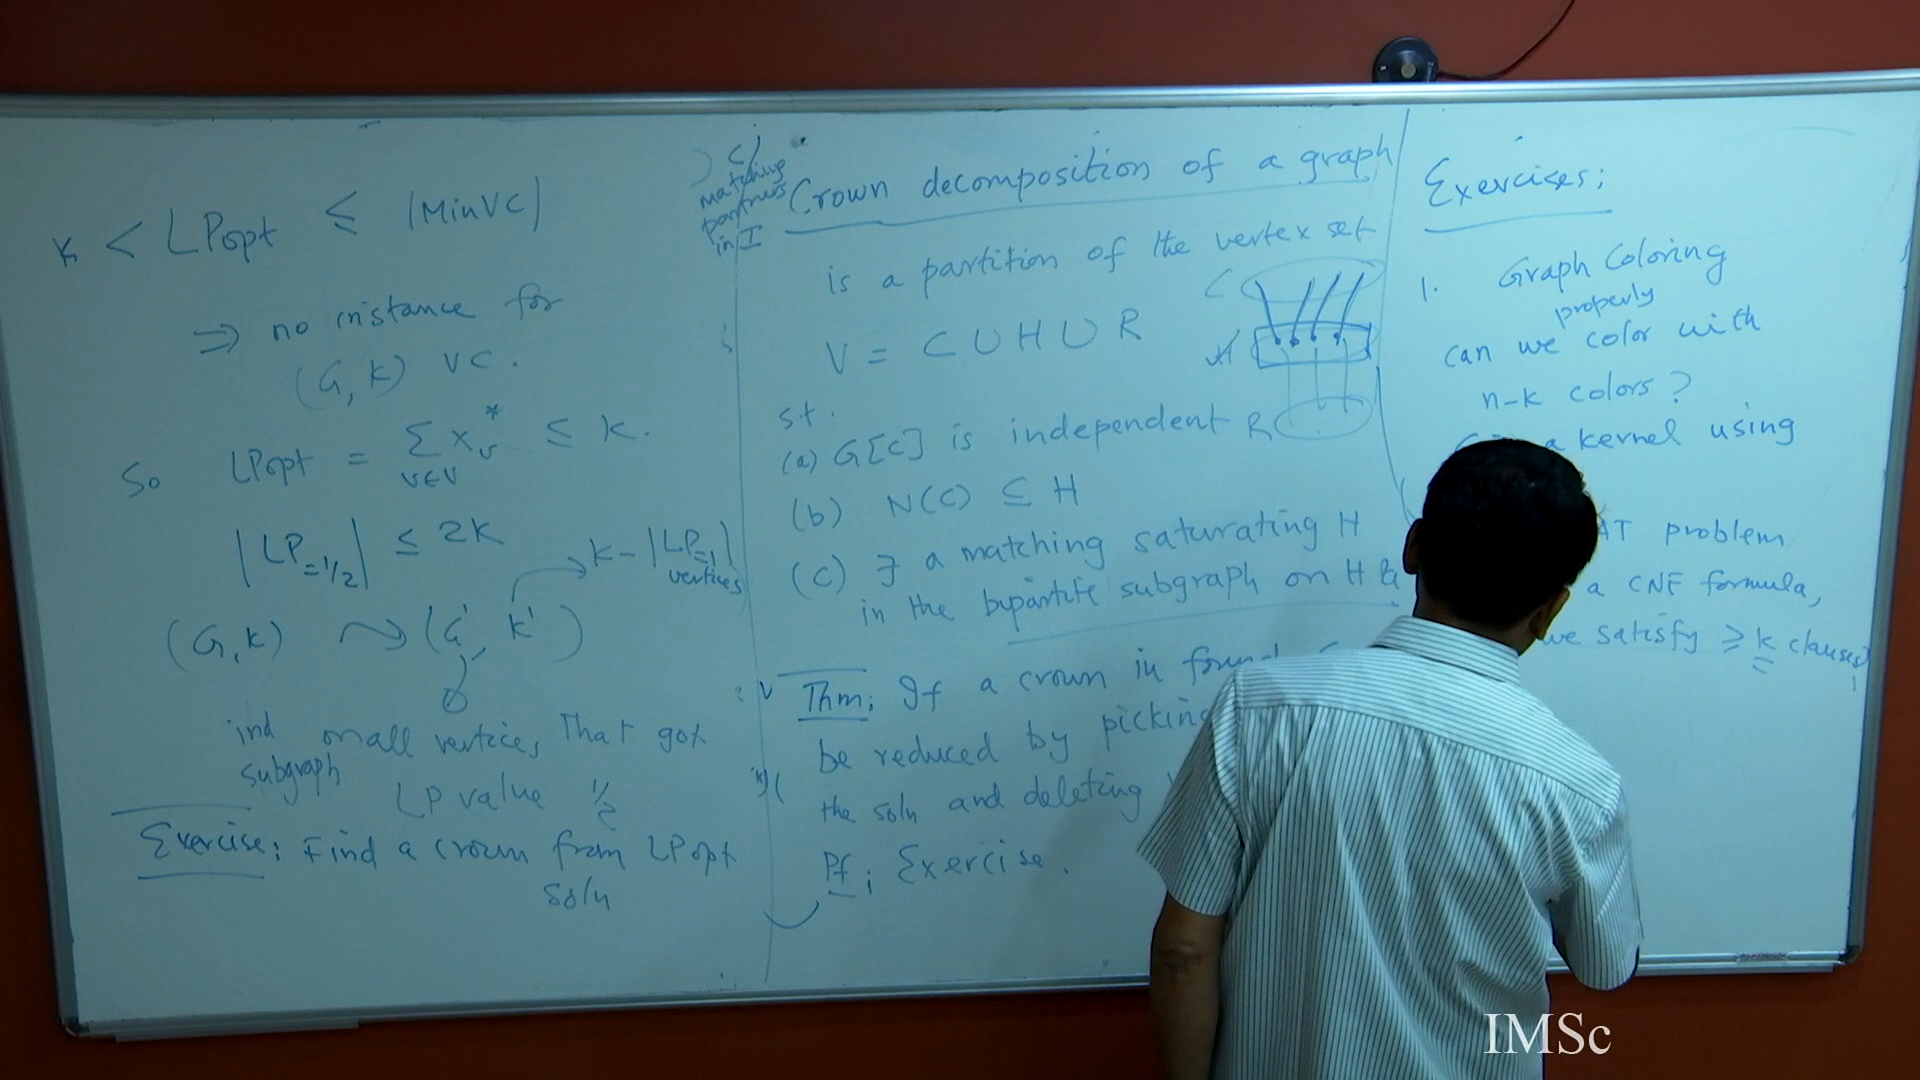 K < LPopt ≤ |MinVC|
⇒ no instance for
(G, K) VC.
So LPopt = Σ x*v ≤ K.
v∈V
|LP=1/2| ≤ 2K
(G, K) ⤳ (G', K')
→ K - |LP=1|
vertices
ind subgraph on all vertices that got
LP value 1/2
Exercise: Find a crown from LPopt
soln
matching
partners
in I
Crown decomposition of a graph
is a partition of the vertex set
V = C ∪ H ∪ R
s.t.
(a) G[C] is independent
(b) N(C) ⊆ H
(c) ∃ a matching saturating H
in the bipartite subgraph on H &
C
H
R
Thm: If a crown in found
be reduced by picking
the soln and deleting
Pf: Exercise.
Exercises:
1. Graph Coloring
properly
can we color with
n-k colors?
a kernel using
AT problem
a CNF formula,
we satisfy ≥ k clauses?
IMSc